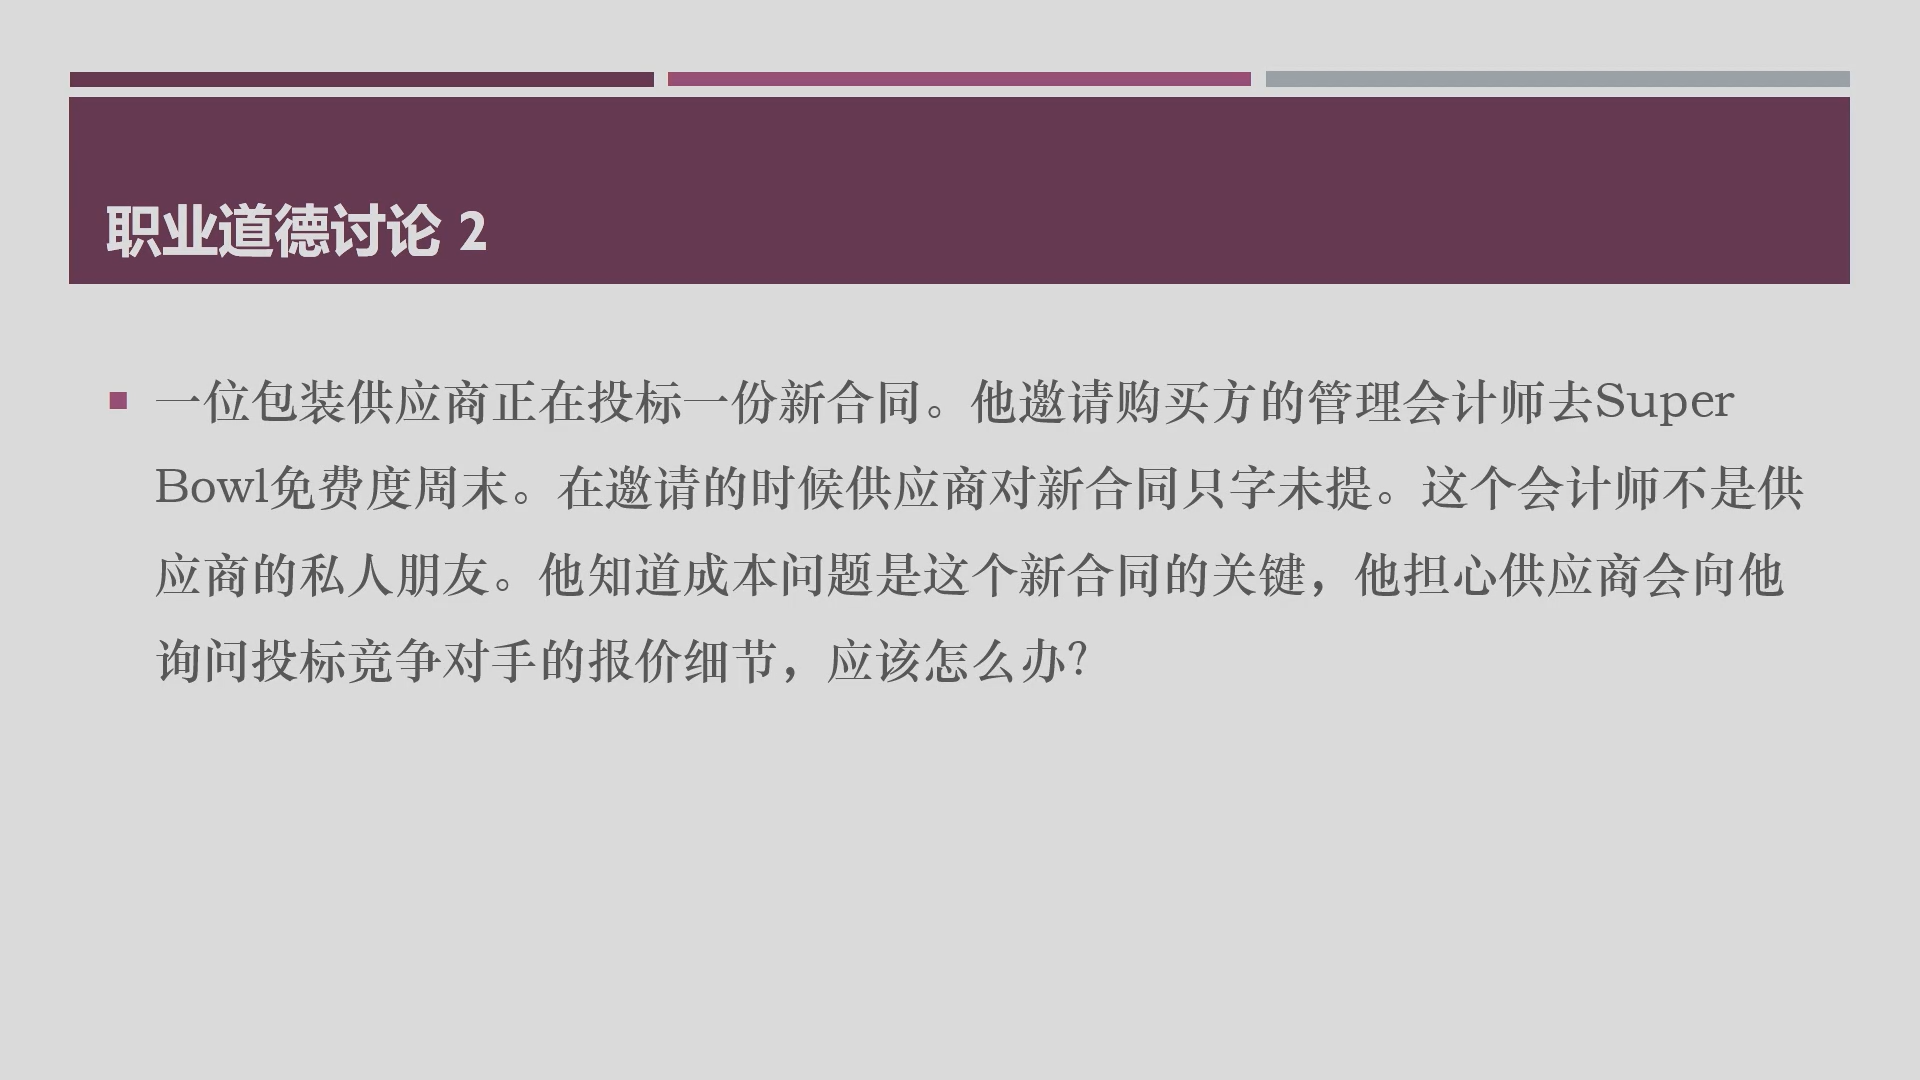 职业道德讨论 2
一位包装供应商正在投标一份新合同。他邀请购买方的管理会计师去Super
Bowl免费度周末。在邀请的时候供应商对新合同只字未提。这个会计师不是供
应商的私人朋友。他知道成本问题是这个新合同的关键，他担心供应商会向他
询问投标竞争对手的报价细节，应该怎么办？